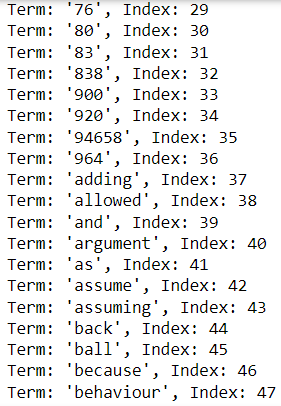 Term: '76', Index: 29
Term: '80', Index: 30
Term: '83', Index: 31
Term: '838', Index: 32
Term: '900', Index: 33
Term: '920', Index: 34
Term: '94658', Index: 35
Term: '964', Index: 36
Term: 'adding', Index: 37
Term: 'allowed', Index: 38
Term: 'and', Index: 39
Term: 'argument', Index: 40
Term: 'as', Index: 41
Term: 'assume', Index: 42
Term: 'assuming', Index: 43
Term: 'back', Index: 44
Term: 'ball', Index: 45
Term: 'because', Index: 46
Term: 'behaviour', Index: 47